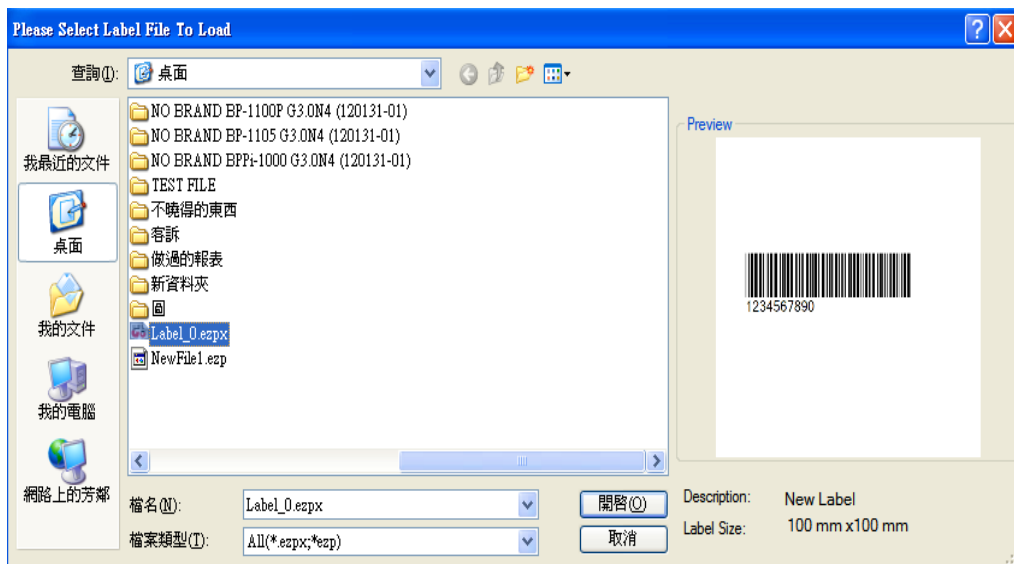 Please Select Label File To Load
查詢(I):
桌面
我最近的文件
桌面
我的文件
我的電腦
網路上的芳鄰
NO BRAND BP-1100P G3.0N4 (120131-01)
NO BRAND BP-1105 G3.0N4 (120131-01)
NO BRAND BPPi-1000 G3.0N4 (120131-01)
TEST FILE
不曉得的東西
客訴
做過的報表
新資料夾
圖
Label_0.ezpx
NewFile1.ezp
檔名(N):
Label_0.ezpx
開啓(O)
檔案類型(T):
All(*.ezpx;*ezp)
取消
Preview
1234567890
Description:
New Label
Label Size:
100 mm x100 mm